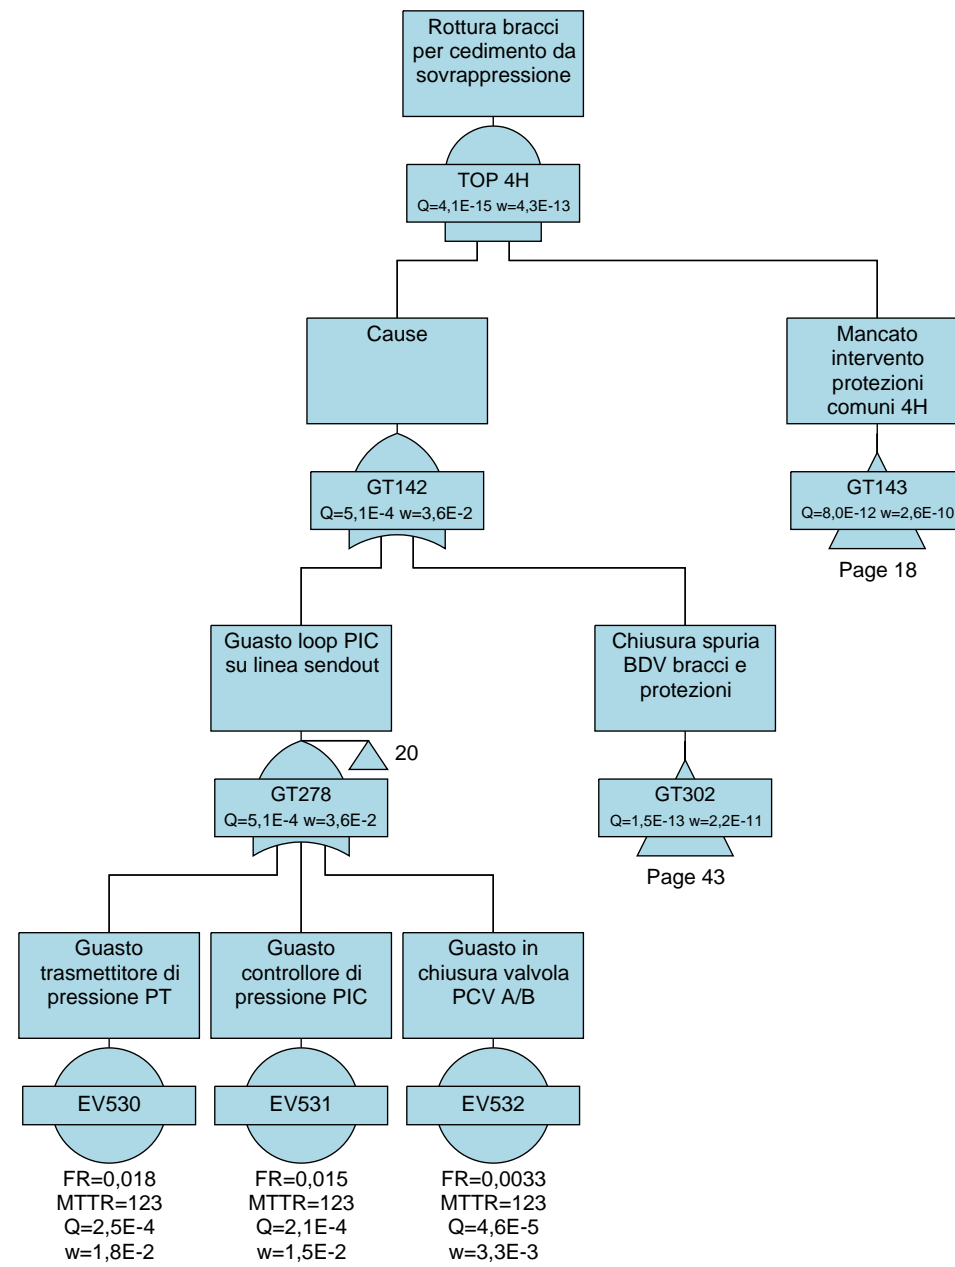 Rottura bracci
per cedimento da
sovrappressione
TOP 4H
Q=4,1E-15 w=4,3E-13
Cause
Mancato
intervento
protezioni
comuni 4H
GT142
Q=5,1E-4 w=3,6E-2
GT143
Q=8,0E-12 w=2,6E-10
Page 18
Guasto loop PIC
su linea sendout
Chiusura spuria
BDV bracci e
protezioni
20
GT278
Q=5,1E-4 w=3,6E-2
GT302
Q=1,5E-13 w=2,2E-11
Page 43
Guasto
trasmettitore di
pressione PT
Guasto
controllore di
pressione PIC
Guasto in
chiusura valvola
PCV A/B
EV530
EV531
EV532
FR=0,018
MTTR=123
Q=2,5E-4
w=1,8E-2
FR=0,015
MTTR=123
Q=2,1E-4
w=1,5E-2
FR=0,0033
MTTR=123
Q=4,6E-5
w=3,3E-3